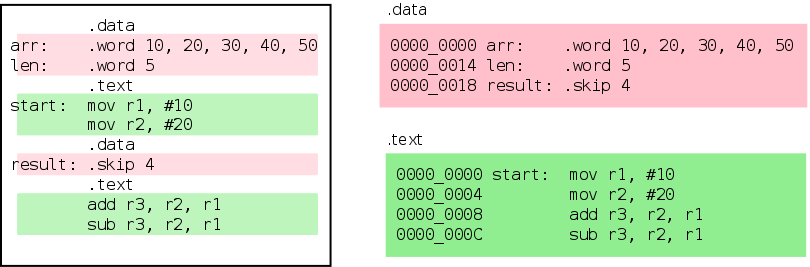 .data
arr: .word 10, 20, 30, 40, 50
len: .word 5
.text
start: mov r1, #10
mov r2, #20
.data
result: .skip 4
.text
add r3, r2, r1
sub r3, r2, r1
.data
0000_0000 arr: .word 10, 20, 30, 40, 50
0000_0014 len: .word 5
0000_0018 result: .skip 4
.text
0000_0000 start: mov r1, #10
0000_0004 mov r2, #20
0000_0008 add r3, r2, r1
0000_000C sub r3, r2, r1